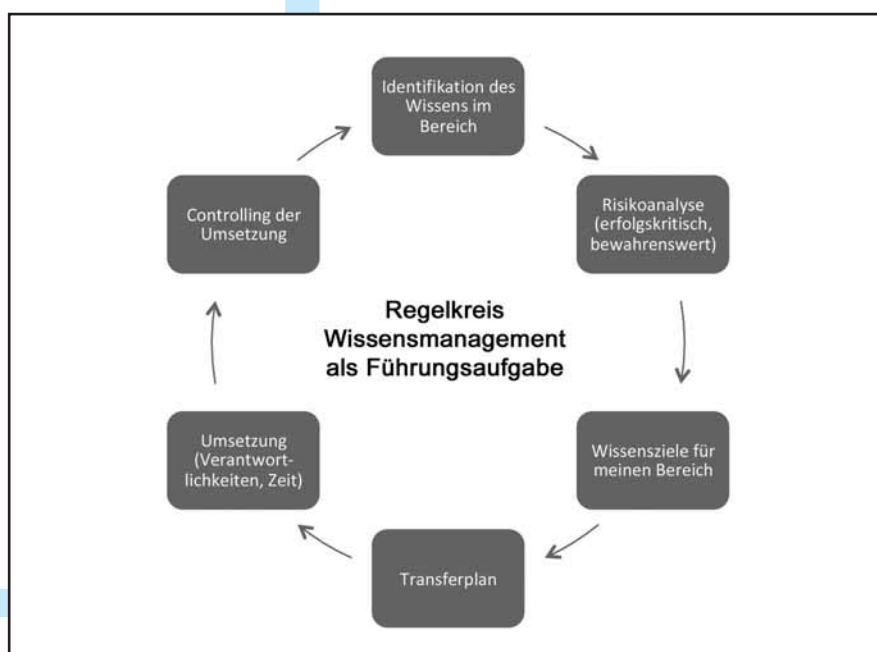 Identifikation des
Wissens im
Bereich
Risikoanalyse
(erfolgskritisch,
bewahrenswert)
Wissensziele für
meinen Bereich
Transferplan
Umsetzung
(Verantwort-
lichkeiten, Zeit)
Controlling der
Umsetzung
Regelkreis
Wissensmanagement
als Führungsaufgabe